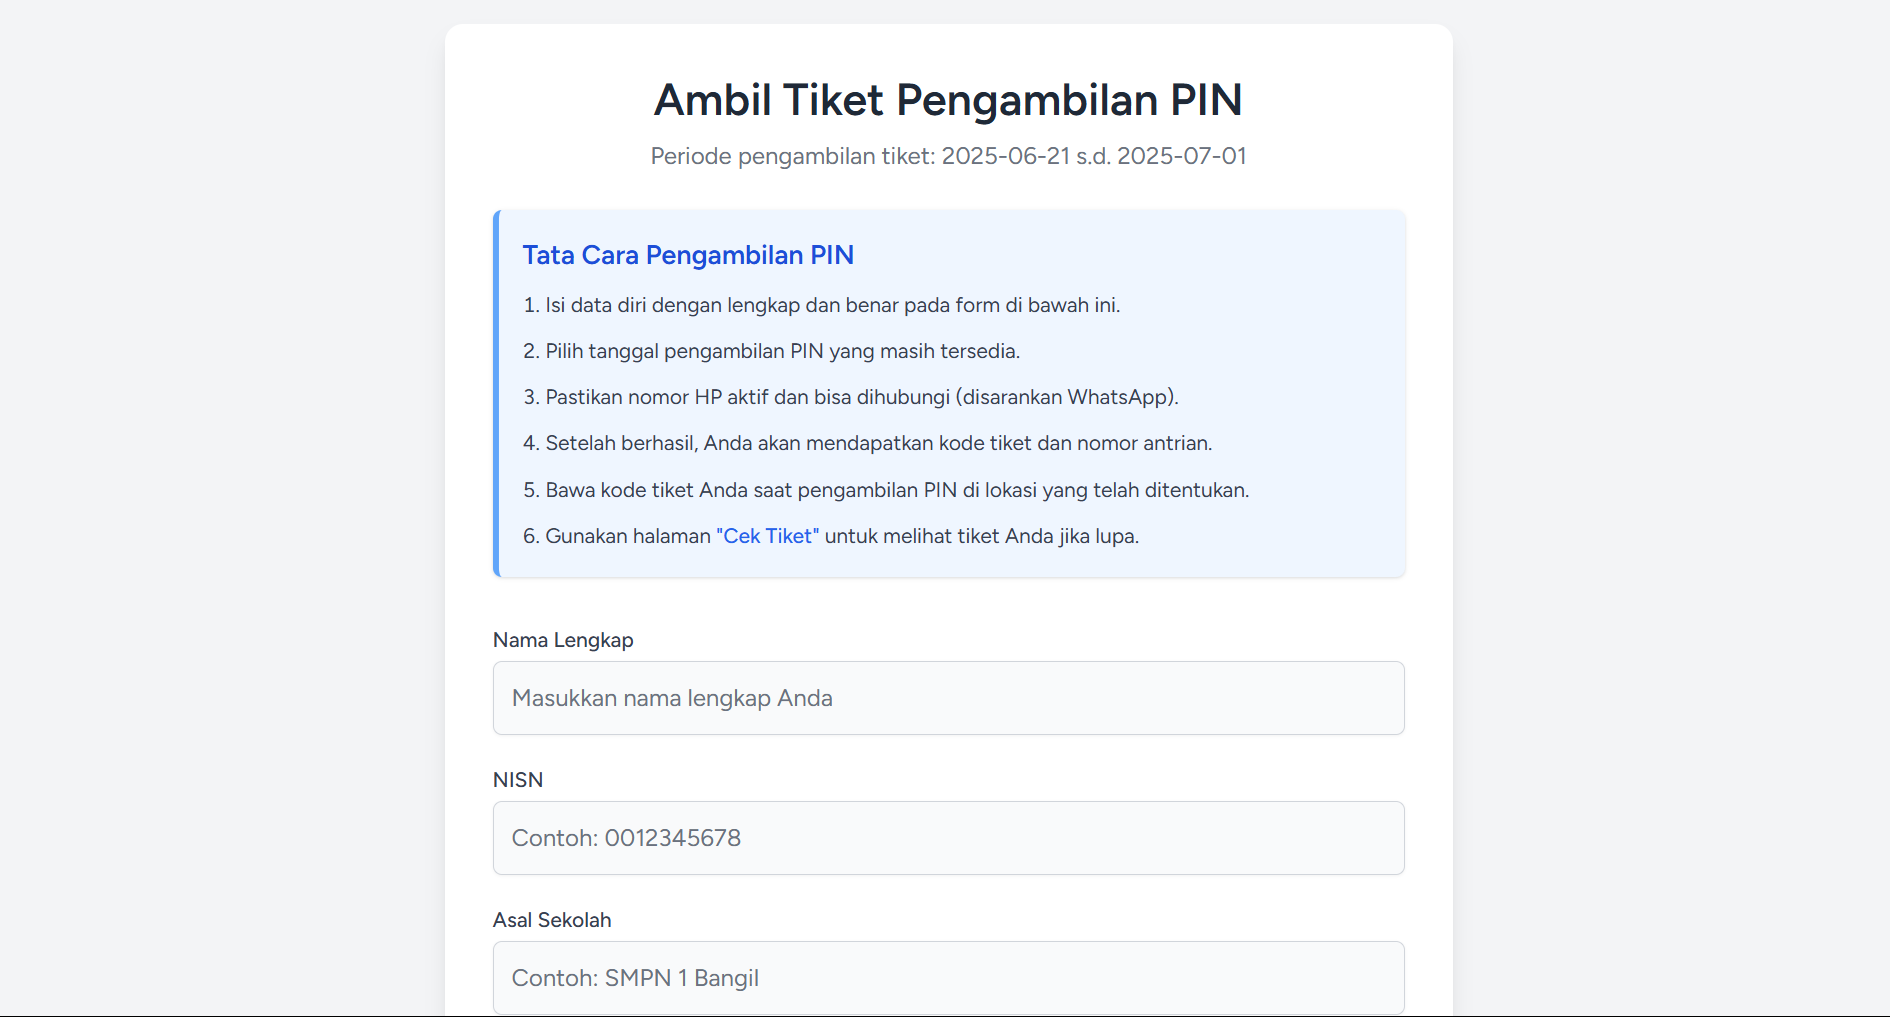 Ambil Tiket Pengambilan PIN
Periode pengambilan tiket: 2025-06-21 s.d. 2025-07-01
Tata Cara Pengambilan PIN
1. Isi data diri dengan lengkap dan benar pada form di bawah ini.
2. Pilih tanggal pengambilan PIN yang masih tersedia.
3. Pastikan nomor HP aktif dan bisa dihubungi (disarankan WhatsApp).
4. Setelah berhasil, Anda akan mendapatkan kode tiket dan nomor antrian.
5. Bawa kode tiket Anda saat pengambilan PIN di lokasi yang telah ditentukan.
6. Gunakan halaman "Cek Tiket" untuk melihat tiket Anda jika lupa.
Nama Lengkap
Masukkan nama lengkap Anda
NISN
Contoh: 0012345678
Asal Sekolah
Contoh: SMPN 1 Bangil